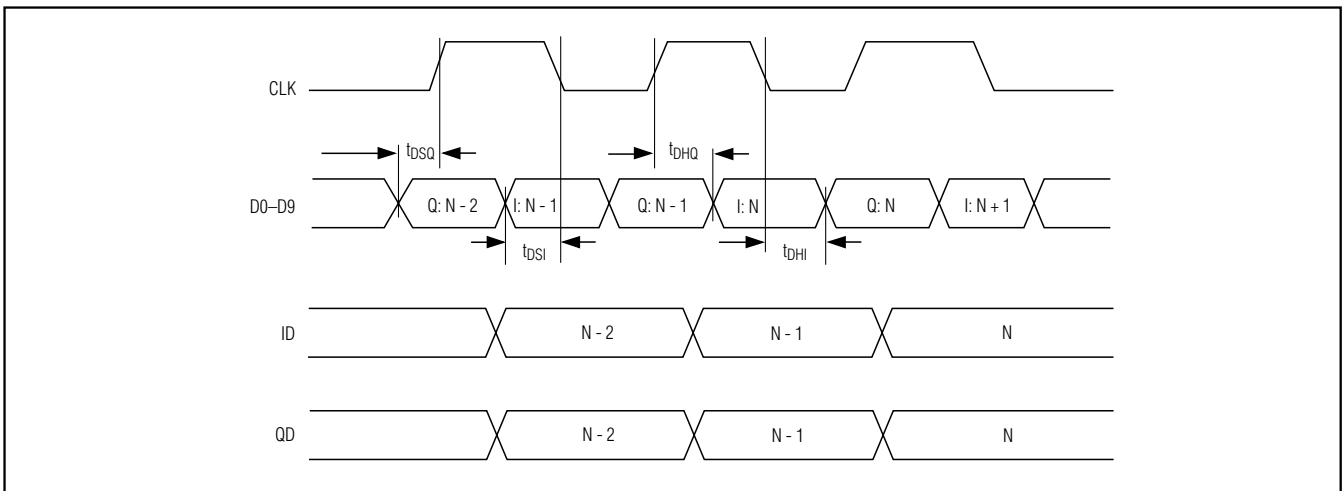 CLK
tDSQ
tDHQ
D0–D9
Q: N - 2
I: N - 1
Q: N - 1
I: N
Q: N
I: N + 1
tDSI
tDHI
ID
N - 2
N - 1
N
QD
N - 2
N - 1
N